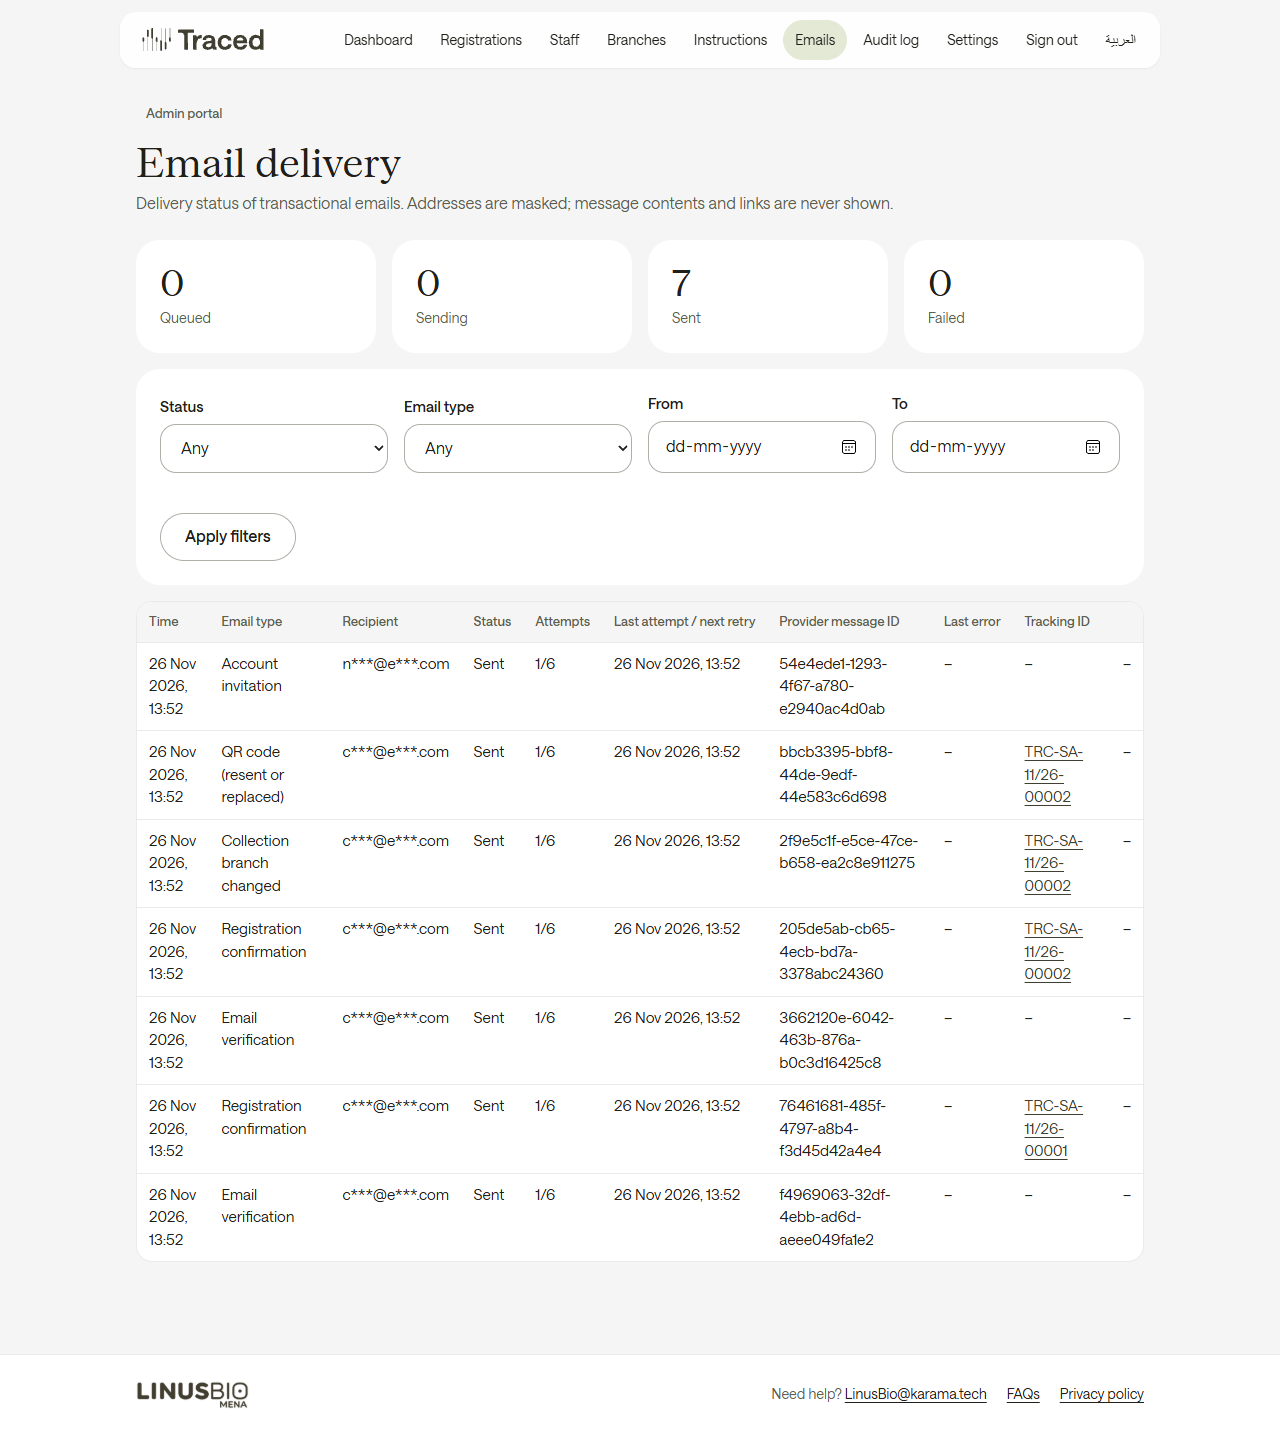 Traced
Dashboard Registrations Staff Branches Instructions Emails Audit log Settings Sign out العربية
Admin portal
Email delivery
Delivery status of transactional emails. Addresses are masked; message contents and links are never shown.
0
Queued
0
Sending
7
Sent
0
Failed
Status
Any
Email type
Any
From
dd-mm-yyyy
To
dd-mm-yyyy
Apply filters
Time Email type Recipient Status Attempts Last attempt / next retry Provider message ID Last error Tracking ID
26 Nov Account n***@e***.com Sent 1/6 26 Nov 2026, 13:52 54e4ede1-1293- – – –
2026, invitation 4f67-a780-
13:52 e2940ac4d0ab
26 Nov QR code c***@e***.com Sent 1/6 26 Nov 2026, 13:52 bbcb3395-bbf8- – TRC-SA- –
2026, (resent or 44de-9edf- 11/26-
13:52 replaced) 44e583c6d698 00002
26 Nov Collection c***@e***.com Sent 1/6 26 Nov 2026, 13:52 2f9e5c1f-e5ce-47ce- – TRC-SA- –
2026, branch b658-ea2c8e911275 11/26-
13:52 changed 00002
26 Nov Registration c***@e***.com Sent 1/6 26 Nov 2026, 13:52 205de5ab-cb65- – TRC-SA- –
2026, confirmation 4ecb-bd7a- 11/26-
13:52 3378abc24360 00002
26 Nov Email c***@e***.com Sent 1/6 26 Nov 2026, 13:52 3662120e-6042- – – –
2026, verification 463b-876a-
13:52 b0c3d16425c8
26 Nov Registration c***@e***.com Sent 1/6 26 Nov 2026, 13:52 76461681-485f- – TRC-SA- –
2026, confirmation 4797-a8b4- 11/26-
13:52 f3d45d42a4e4 00001
26 Nov Email c***@e***.com Sent 1/6 26 Nov 2026, 13:52 f4969063-32df- – – –
2026, verification 4ebb-ad6d-
13:52 aeee049fa1e2
LINUSBIO
MENA
Need help? LinusBio@karama.tech FAQs Privacy policy